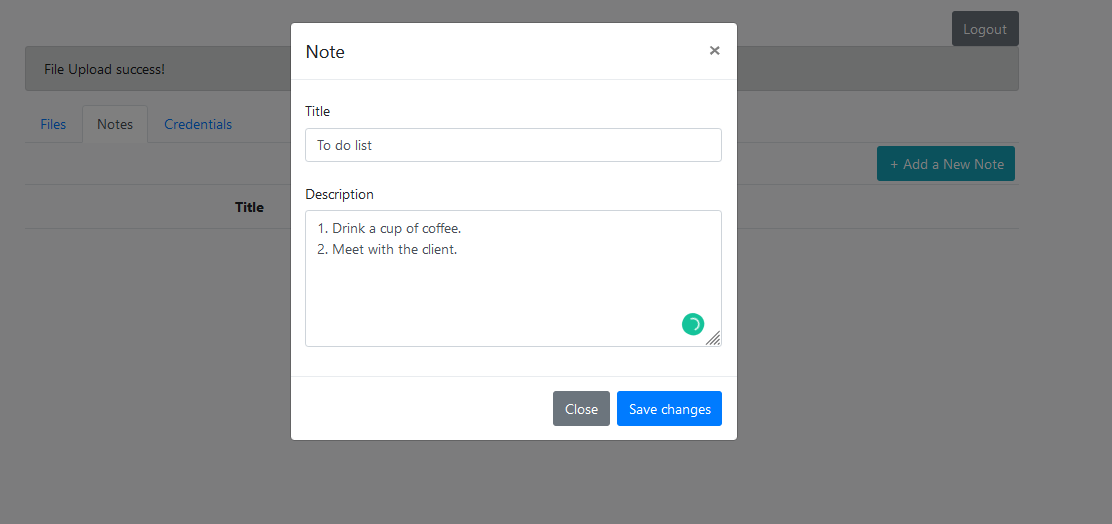 Logout
File Upload success!
Files Notes Credentials
+ Add a New Note
Title
Note ×
Title
To do list
Description
1. Drink a cup of coffee.
2. Meet with the client.
Close Save changes